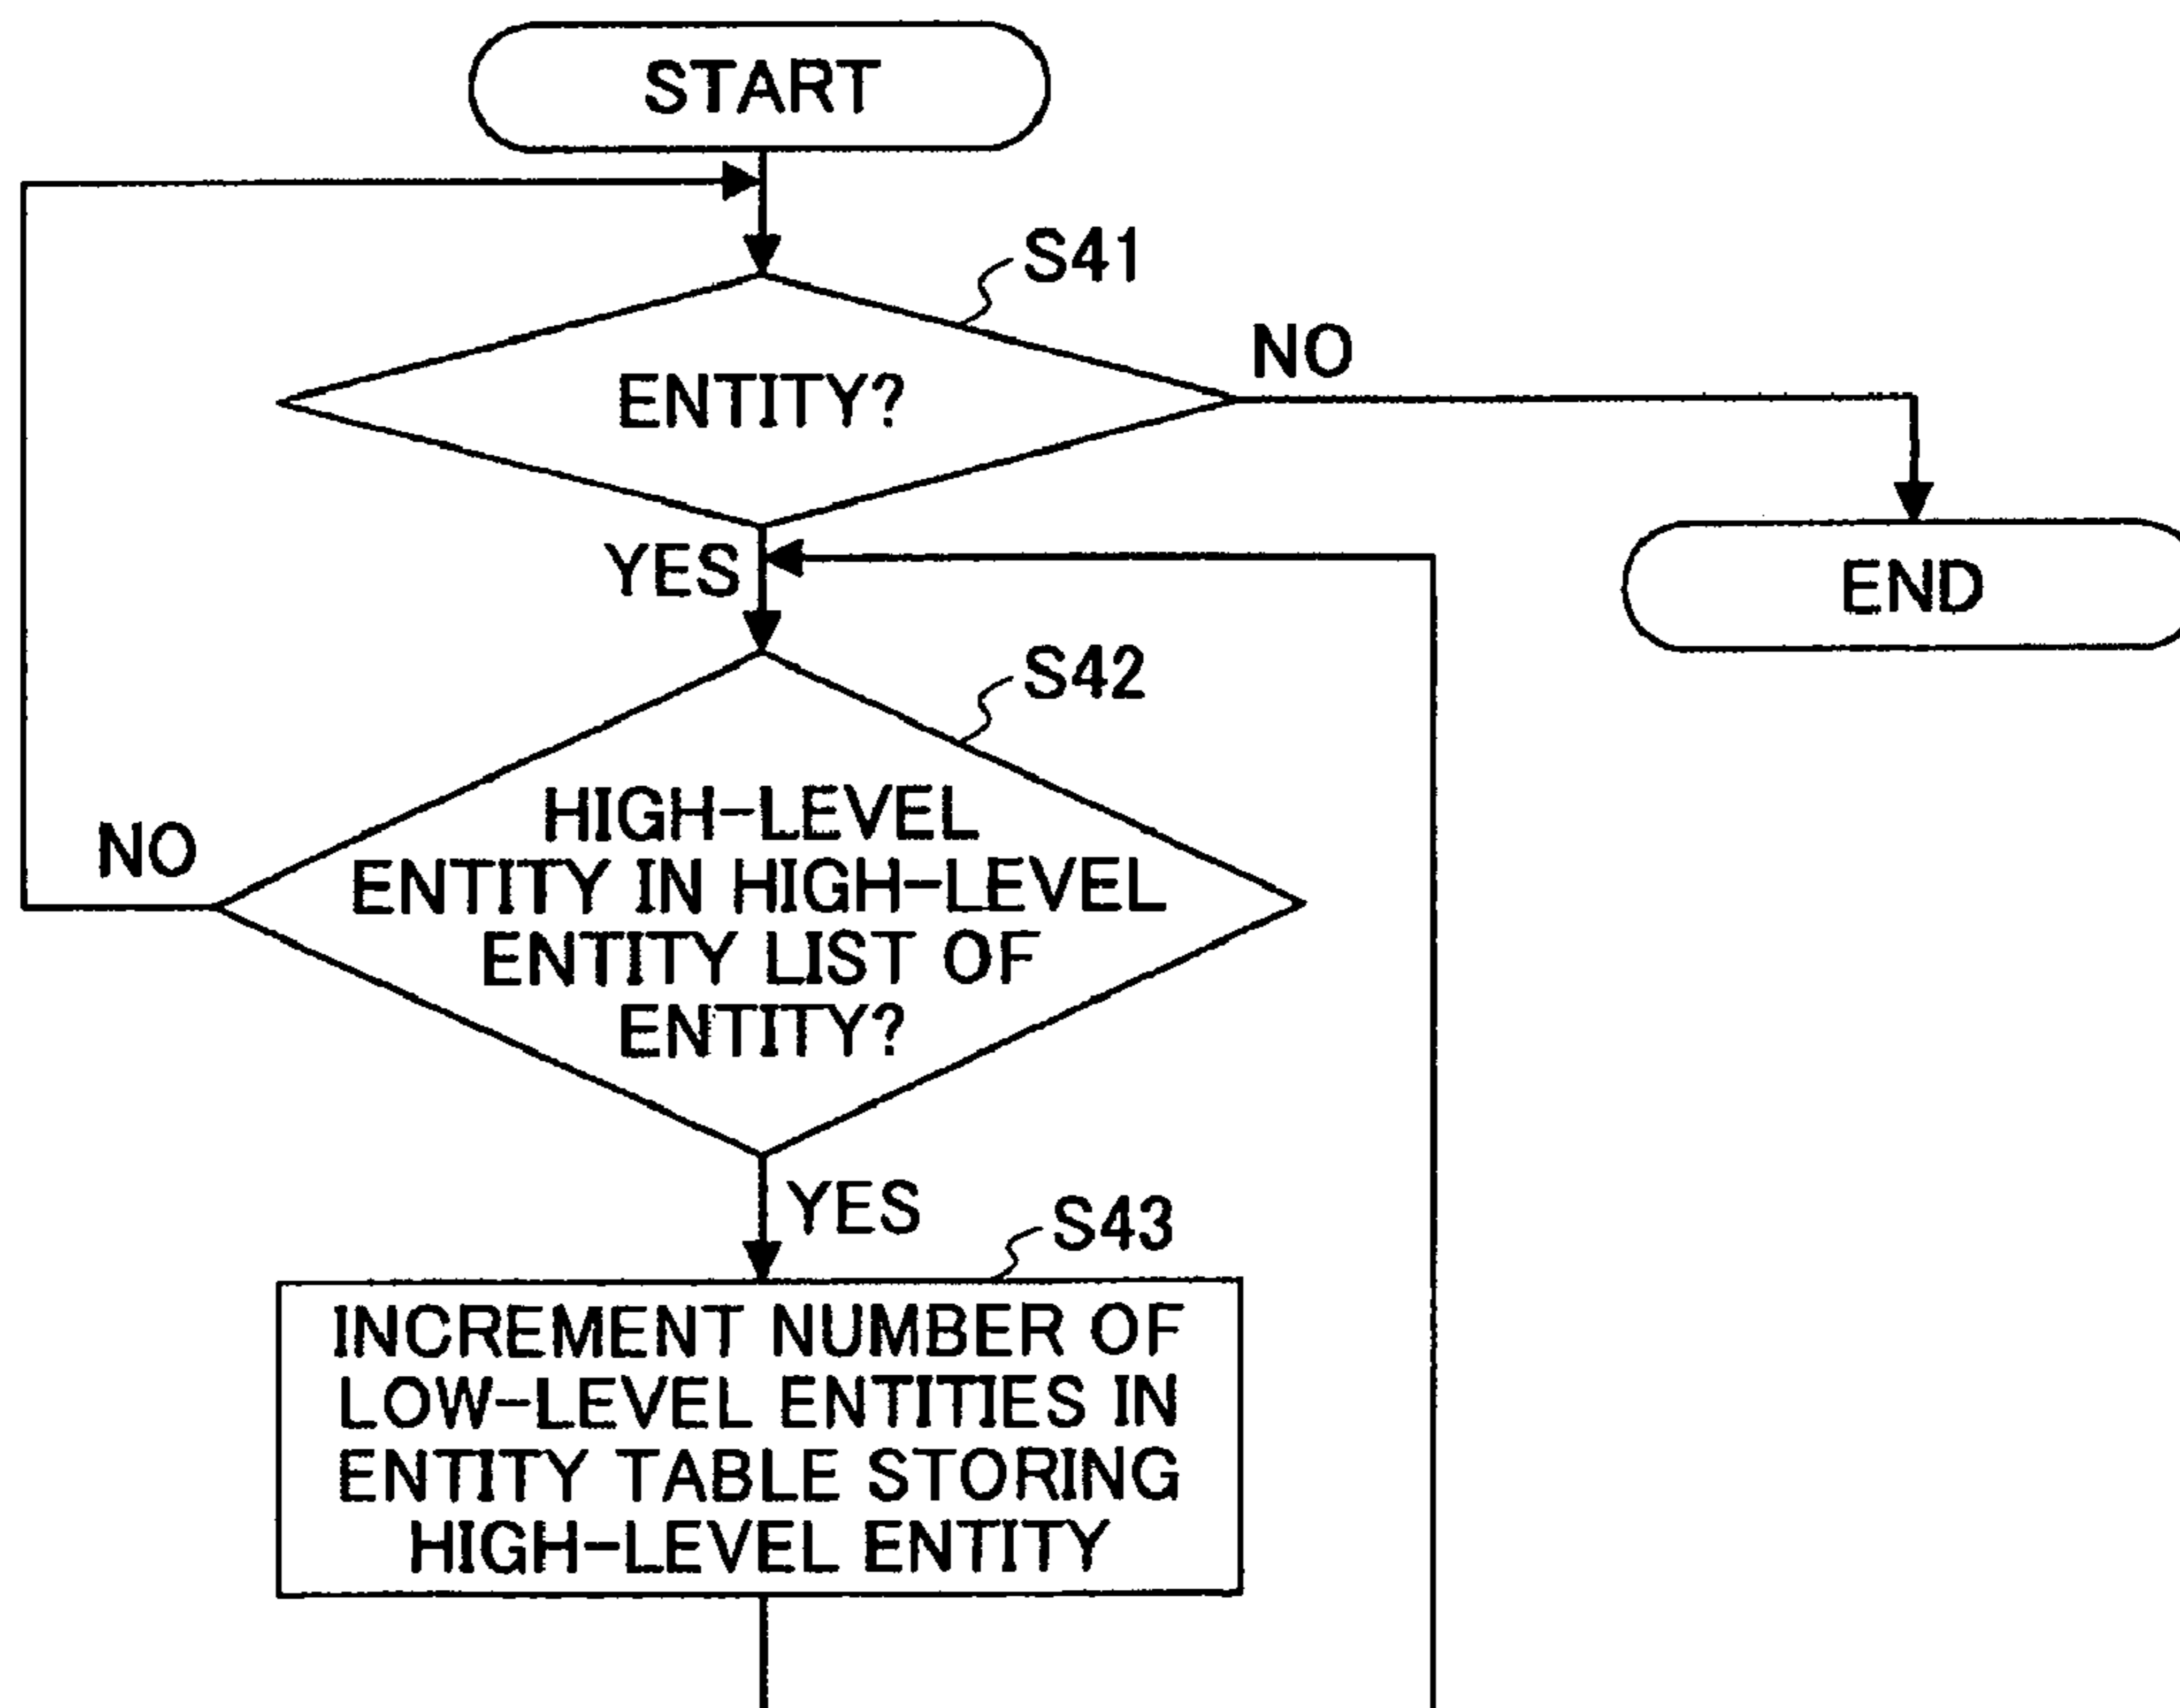 START
S41
ENTITY?
NO
YES
END
S42
HIGH-LEVEL
ENTITY IN HIGH-LEVEL
ENTITY LIST OF
ENTITY?
NO
YES
S43
INCREMENT NUMBER OF
LOW-LEVEL ENTITIES IN
ENTITY TABLE STORING
HIGH-LEVEL ENTITY